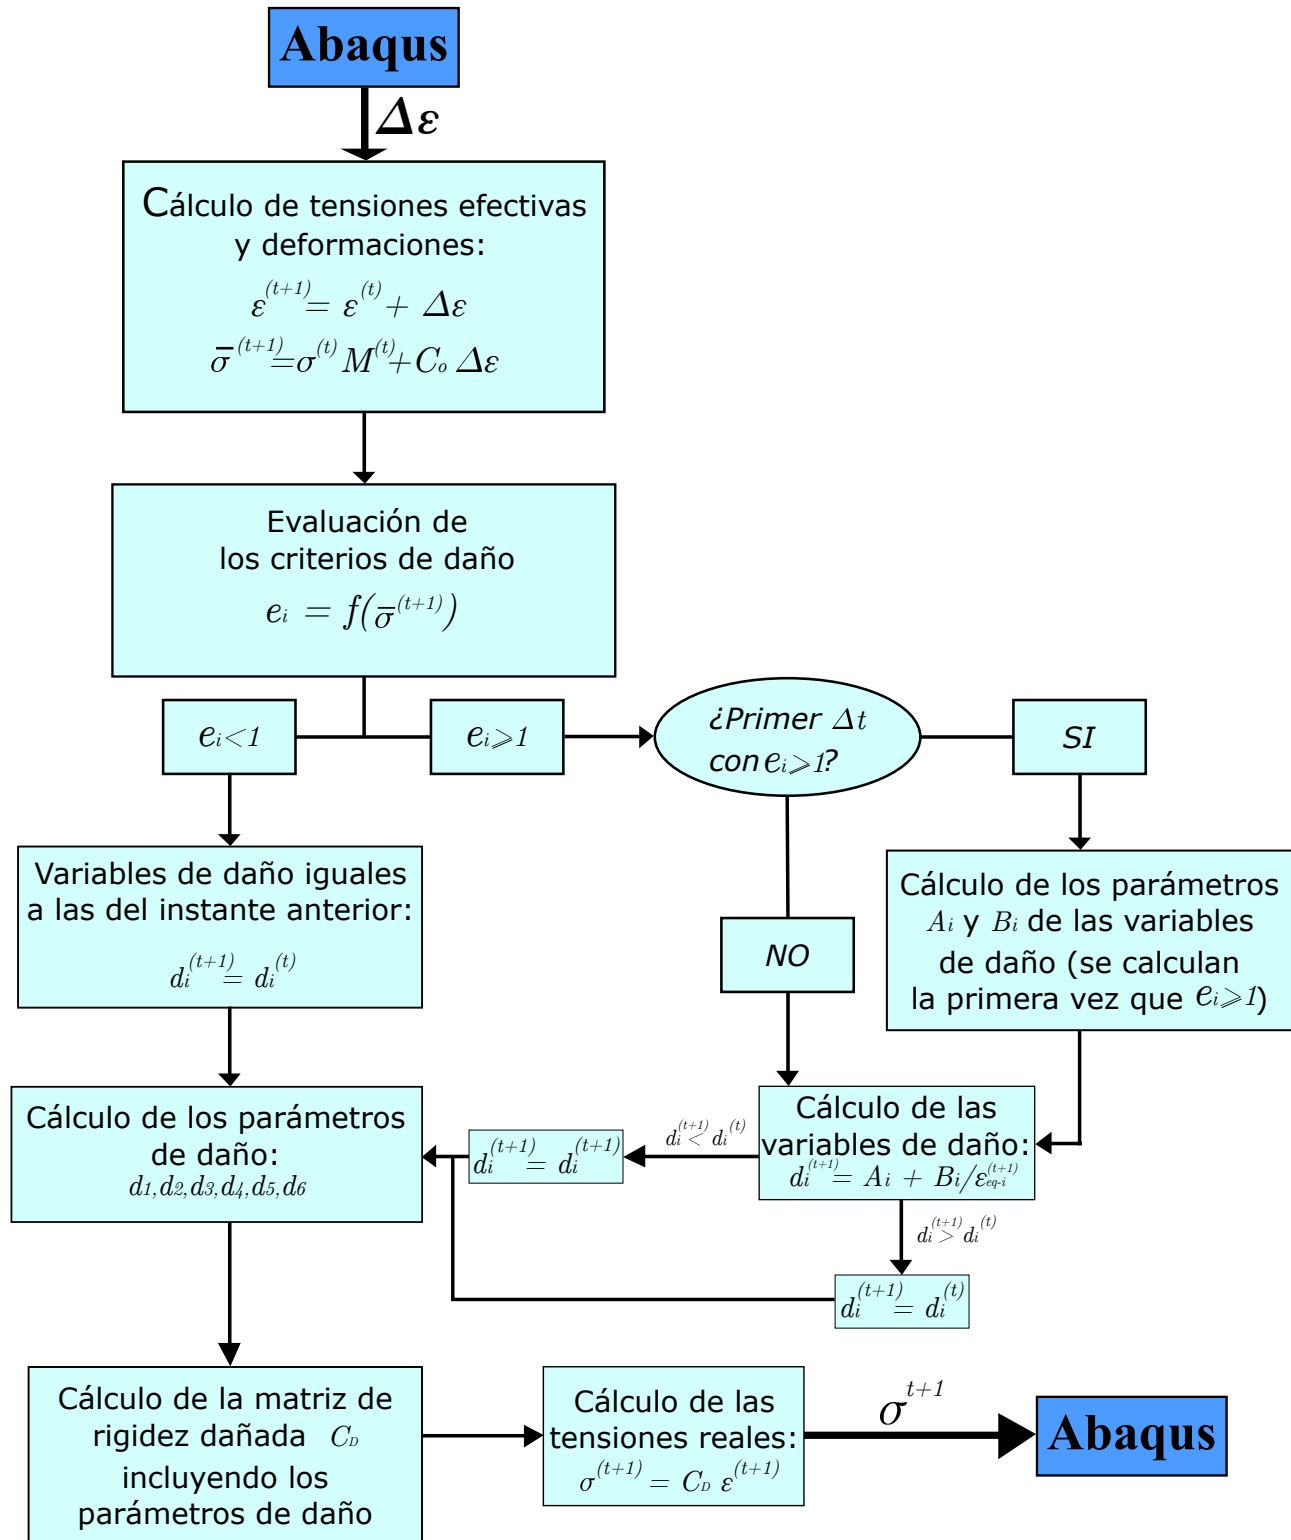 Abaqus
Δε
Cálculo de tensiones efectivas
y deformaciones:
ε^(t+1) = ε^(t) + Δε
σ̅^(t+1) = σ^(t) M^(t) + C₀ Δε
Evaluación de
los criterios de daño
eᵢ = f(σ̅^(t+1))
eᵢ<1
eᵢ⩾1
¿Primer Δt
con eᵢ⩾1?
SI
Variables de daño iguales
a las del instante anterior:
dᵢ^(t+1) = dᵢ^(t)
NO
Cálculo de los parámetros
Aᵢ y Bᵢ de las variables
de daño (se calculan
la primera vez que eᵢ⩾1)
Cálculo de los parámetros
de daño:
d1,d2,d3,d4,d5,d6
dᵢ^(t+1) = dᵢ^(t+1)
dᵢ^(t+1) < dᵢ^(t)
Cálculo de las
variables de daño:
dᵢ^(t+1) = Aᵢ + Bᵢ/ε_eq-i^(t+1)
dᵢ^(t+1) > dᵢ^(t)
dᵢ^(t+1) = dᵢ^(t)
Cálculo de la matriz de
rigidez dañada C_D
incluyendo los
parámetros de daño
Cálculo de las
tensiones reales:
σ^(t+1) = C_D ε^(t+1)
σ^t+1
Abaqus